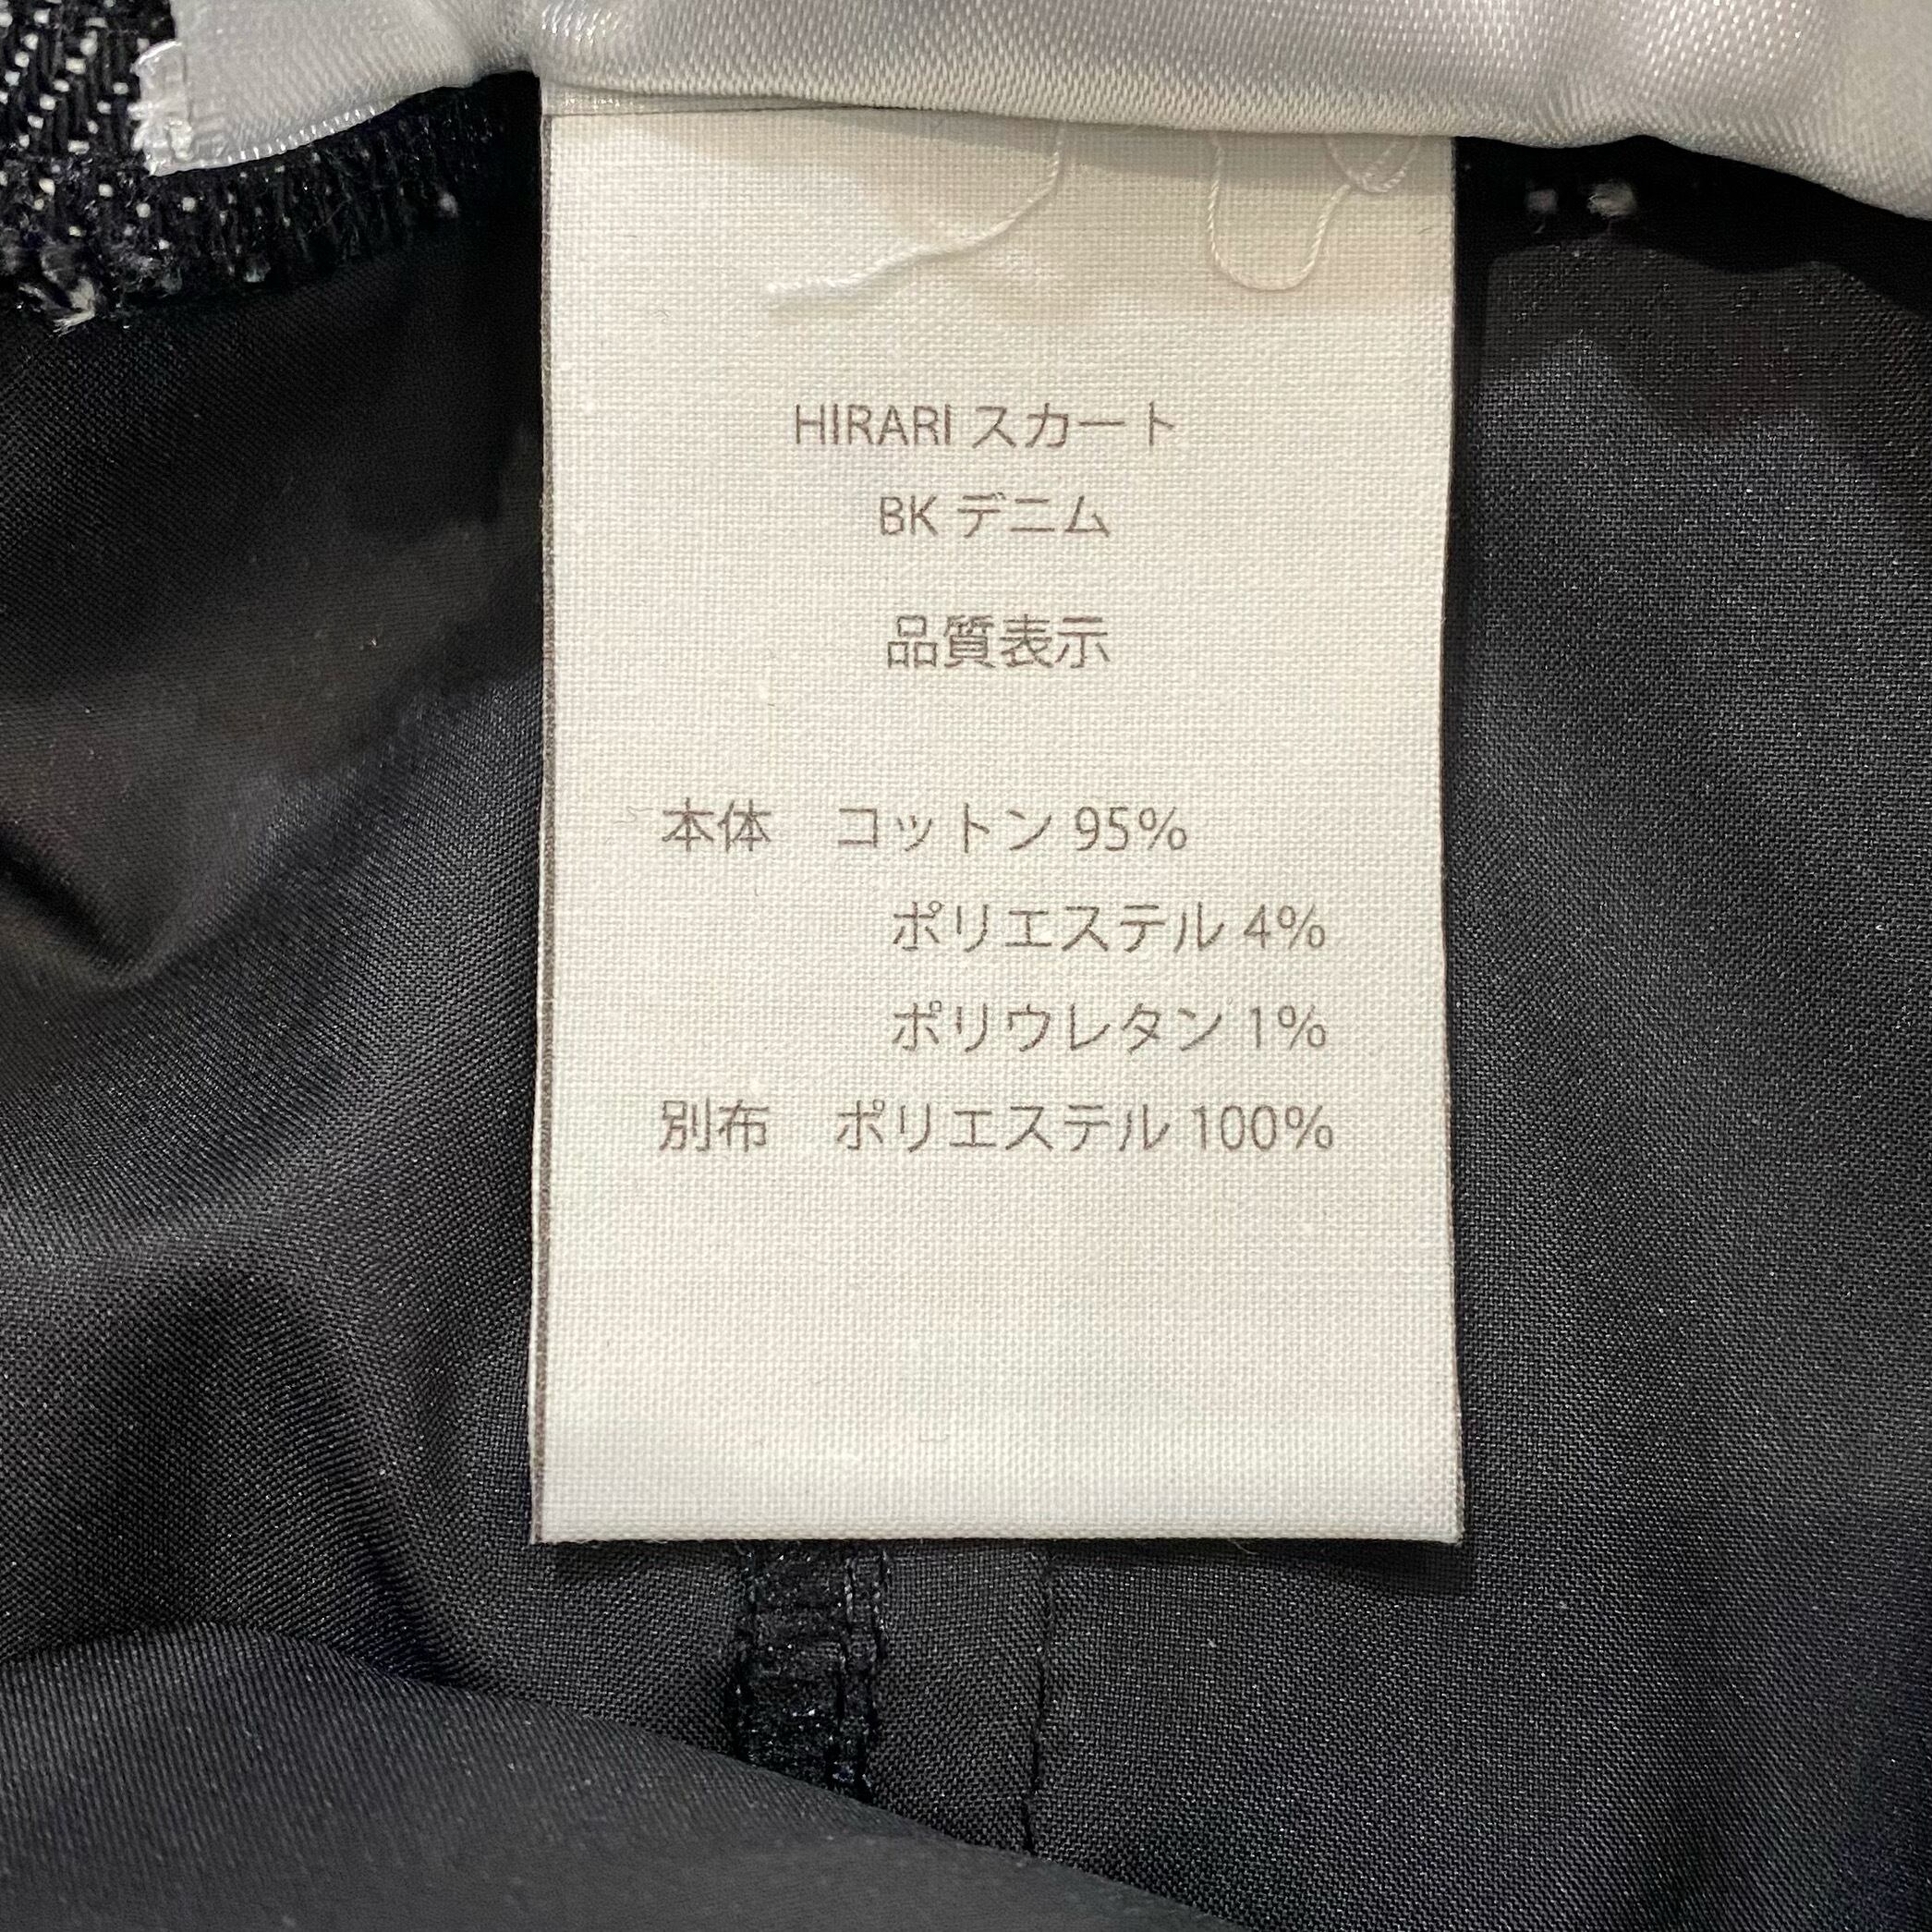 HIRARI スカート
BK デニム
品質表示
本体　コットン 95%
ポリエステル 4%
ポリウレタン 1%
別布　ポリエステル 100%